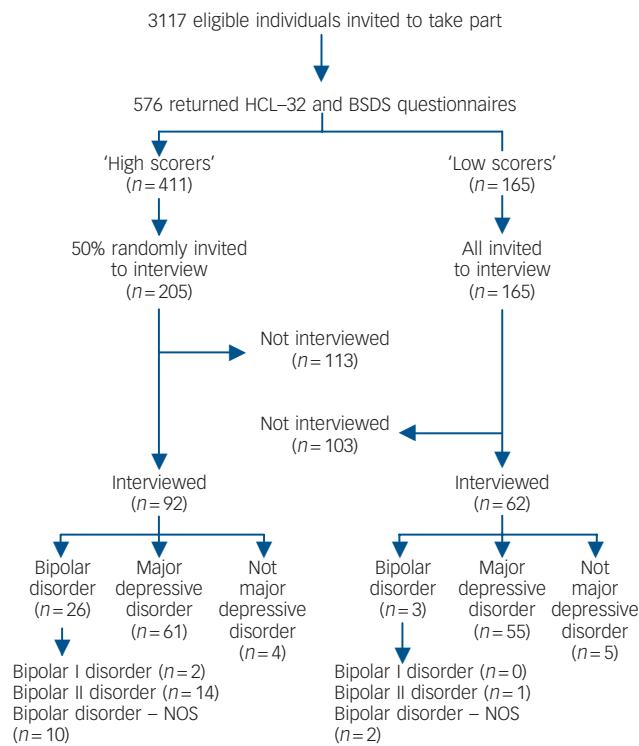 3117 eligible individuals invited to take part
576 returned HCL–32 and BSDS questionnaires
‘High scorers’
(n=411)
‘Low scorers’
(n=165)
50% randomly invited
to interview
(n=205)
All invited
to interview
(n=165)
Not interviewed
(n=113)
Not interviewed
(n=103)
Interviewed
(n=92)
Interviewed
(n=62)
Bipolar
disorder
(n=26)
Major
depressive
disorder
(n=61)
Not
major
depressive
disorder
(n=4)
Bipolar
disorder
(n=3)
Major
depressive
disorder
(n=55)
Not
major
depressive
disorder
(n=5)
Bipolar I disorder (n=2)
Bipolar II disorder (n=14)
Bipolar disorder – NOS
(n=10)
Bipolar I disorder (n=0)
Bipolar II disorder (n=1)
Bipolar disorder – NOS
(n=2)